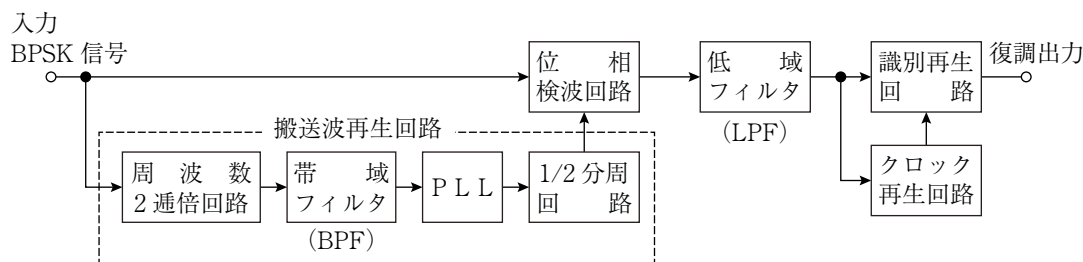 入力
BPSK 信号
位相
検波回路
低域
フィルタ
(LPF)
識別再生
回路
復調出力
搬送波再生回路
周波数
2逓倍回路
帯域
フィルタ
(BPF)
PLL
1/2分周
回路
クロック
再生回路